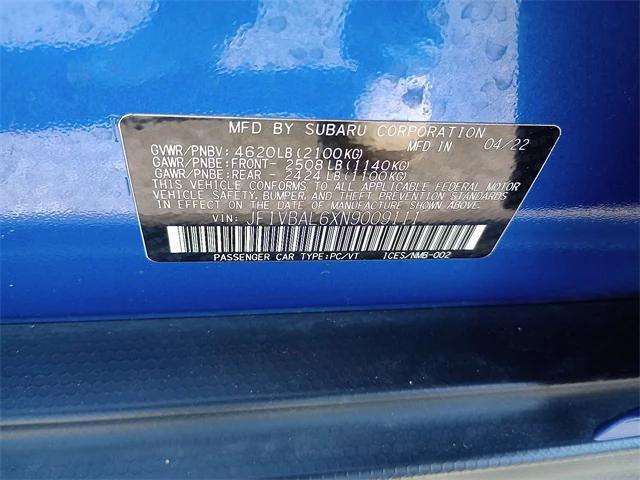 MFD BY SUBARU CORPORATION
GVWR/PNBV: 4620LB(2100KG) MFD IN 04/22
GAWR/PNBE:FRONT- 2508LB(1140KG)
GAWR/PNBE:REAR - 2424LB(1100KG)
THIS VEHICLE CONFORMS TO ALL APPLICABLE FEDERAL MOTOR
VEHICLE SAFETY, BUMPER, AND THEFT PREVENTION STANDARDS
IN EFFECT ON THE DATE OF MANUFACTURE SHOWN ABOVE.
VIN: JF1VBAL6XN9009111
PASSENGER CAR TYPE:PC/VT ICES/NMB-002